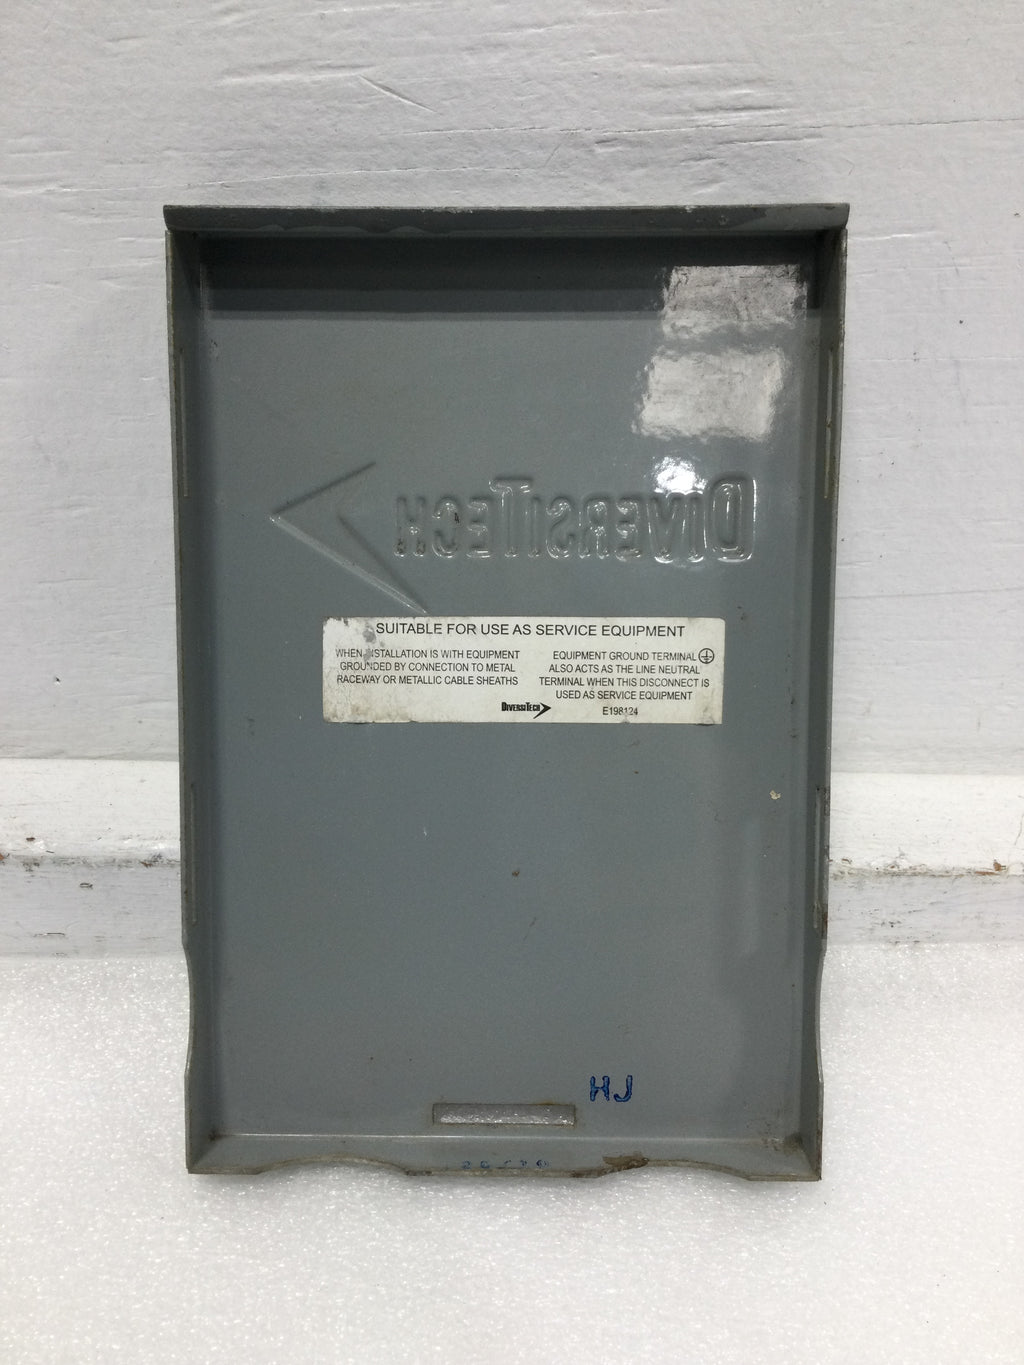 DIVERSITECH
SUITABLE FOR USE AS SERVICE EQUIPMENT
WHEN INSTALLATION IS WITH EQUIPMENT
GROUNDED BY CONNECTION TO METAL
RACEWAY OR METALLIC CABLE SHEATHS
EQUIPMENT GROUND TERMINAL
ALSO ACTS AS THE LINE NEUTRAL
TERMINAL WHEN THIS DISCONNECT IS
USED AS SERVICE EQUIPMENT
DIVERSITECH
E198124
HJ